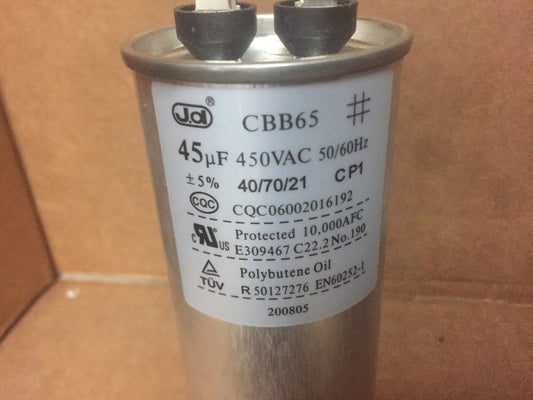 J.d ®
CBB65 #
45µF 450VAC 50/60Hz
±5% 40/70/21 CP1
CQC CQC06002016192
Protected 10,000AFC
c RU US E309467 C22.2 No.190
Polybutene Oil
TÜV R 50127276 EN60252-1
200805